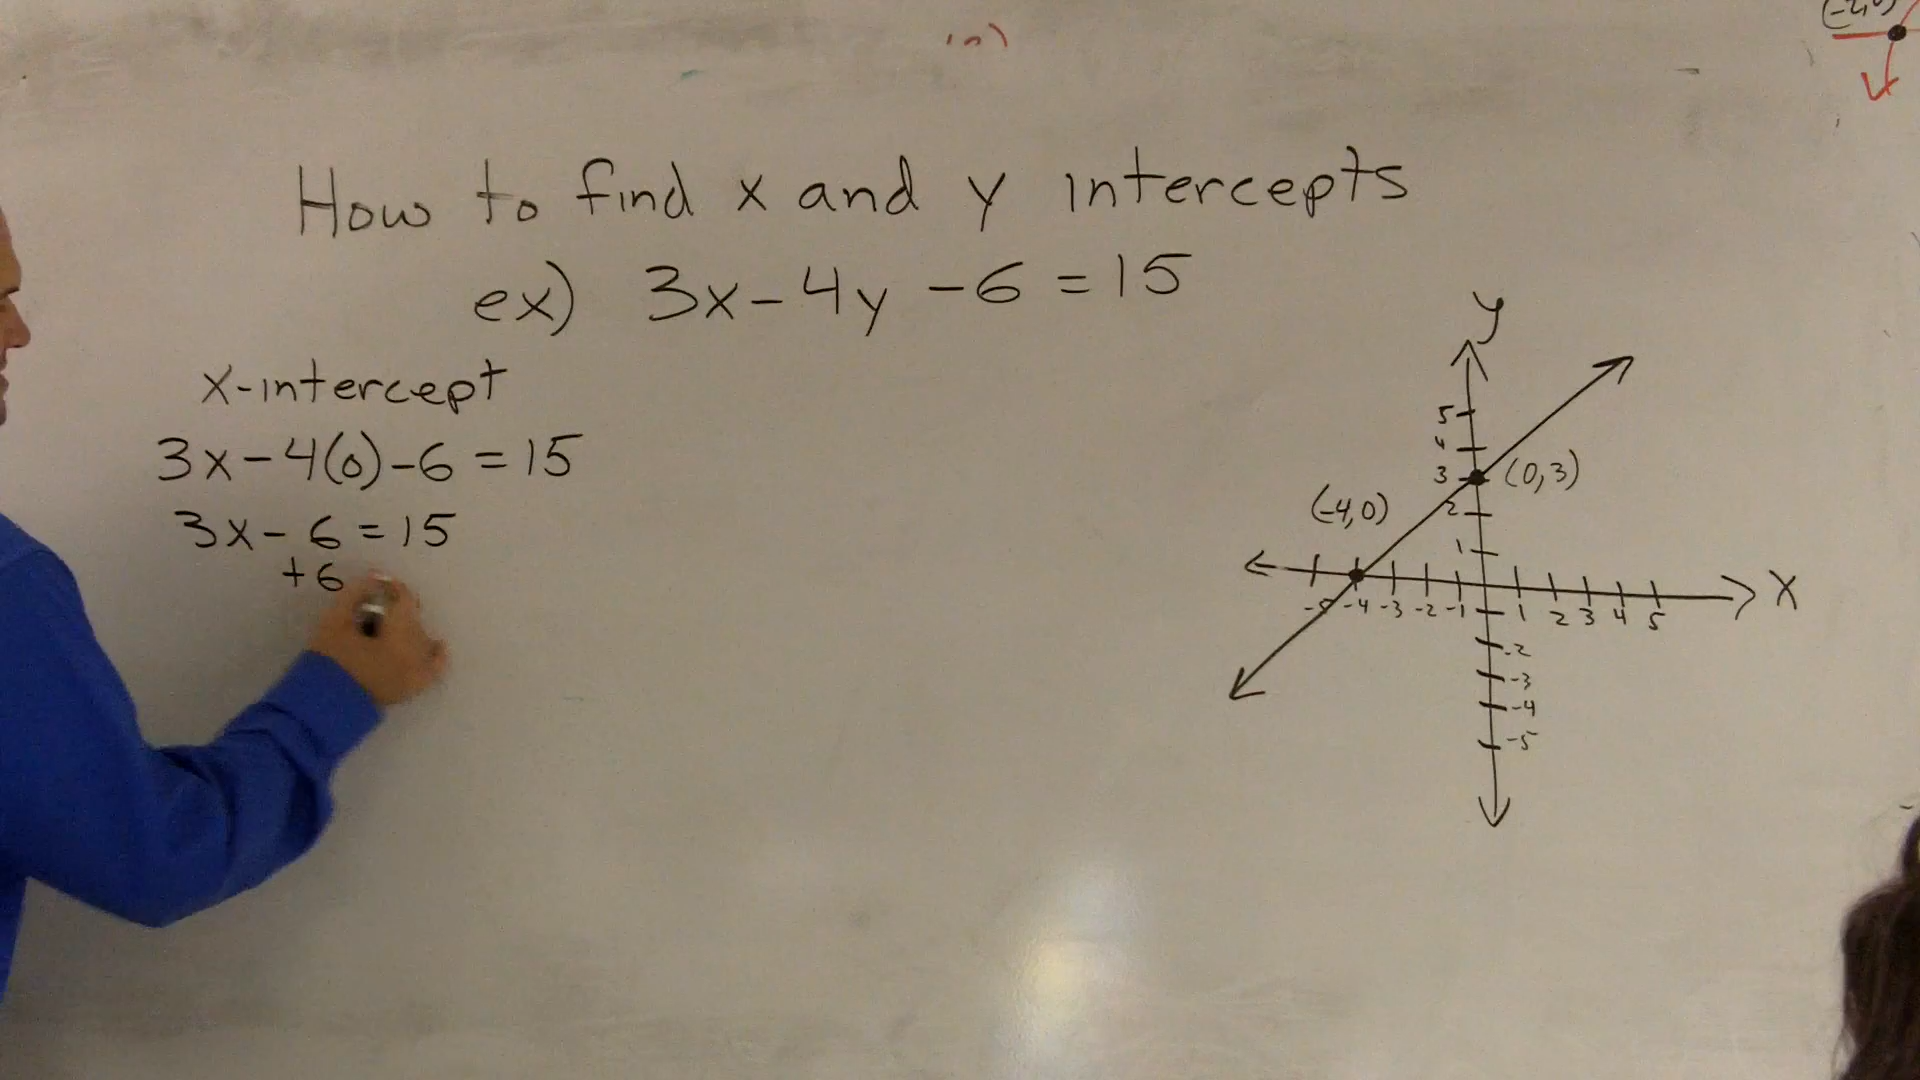 How to find x and y intercepts
ex) 3x-4y-6=15
x-intercept
3x-4(0)-6=15
3x-6=15
+6
y
5
4
3
(0,3)
(-4,0)
2
1
x
-5 -4 -3 -2 -1 1 2 3 4 5
-2
-3
-4
-5